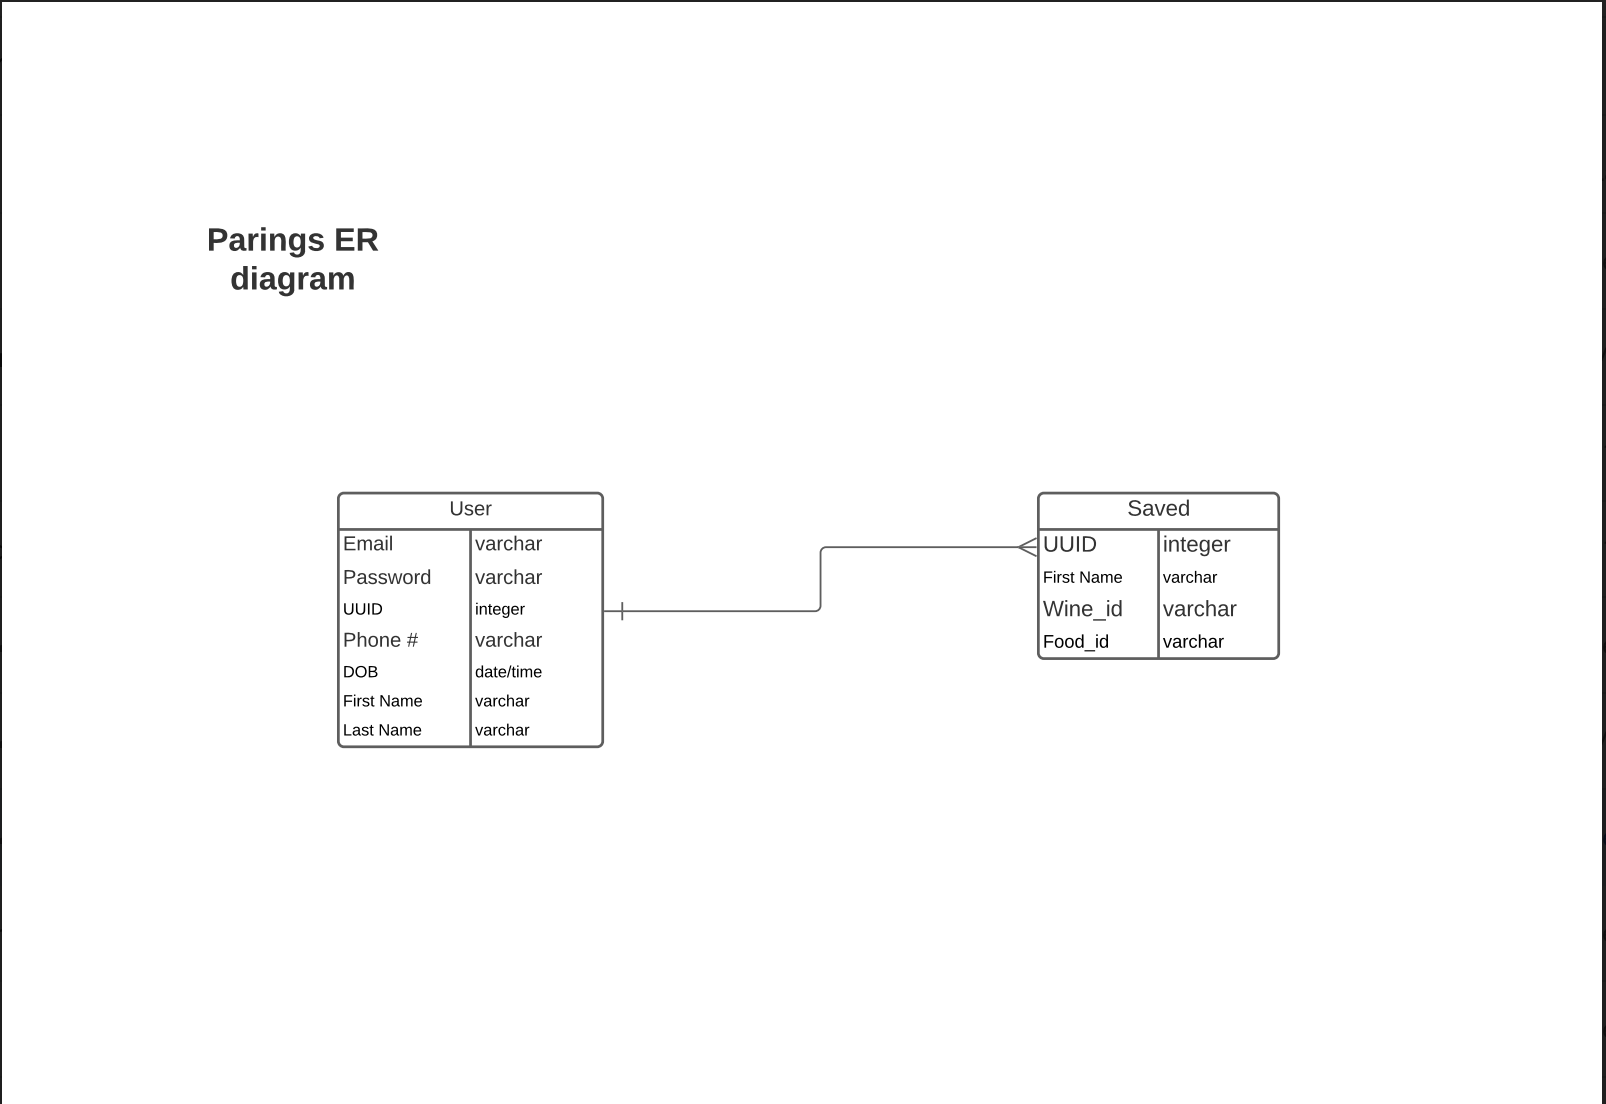 Parings ER
diagram
User
Email varchar
Password varchar
UUID integer
Phone # varchar
DOB date/time
First Name varchar
Last Name varchar
Saved
UUID integer
First Name varchar
Wine_id varchar
Food_id varchar